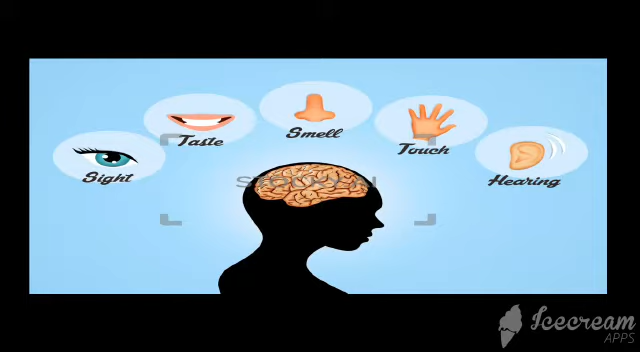 Smell
Taste
Touch
Sight
Hearing
Icecream
APPS